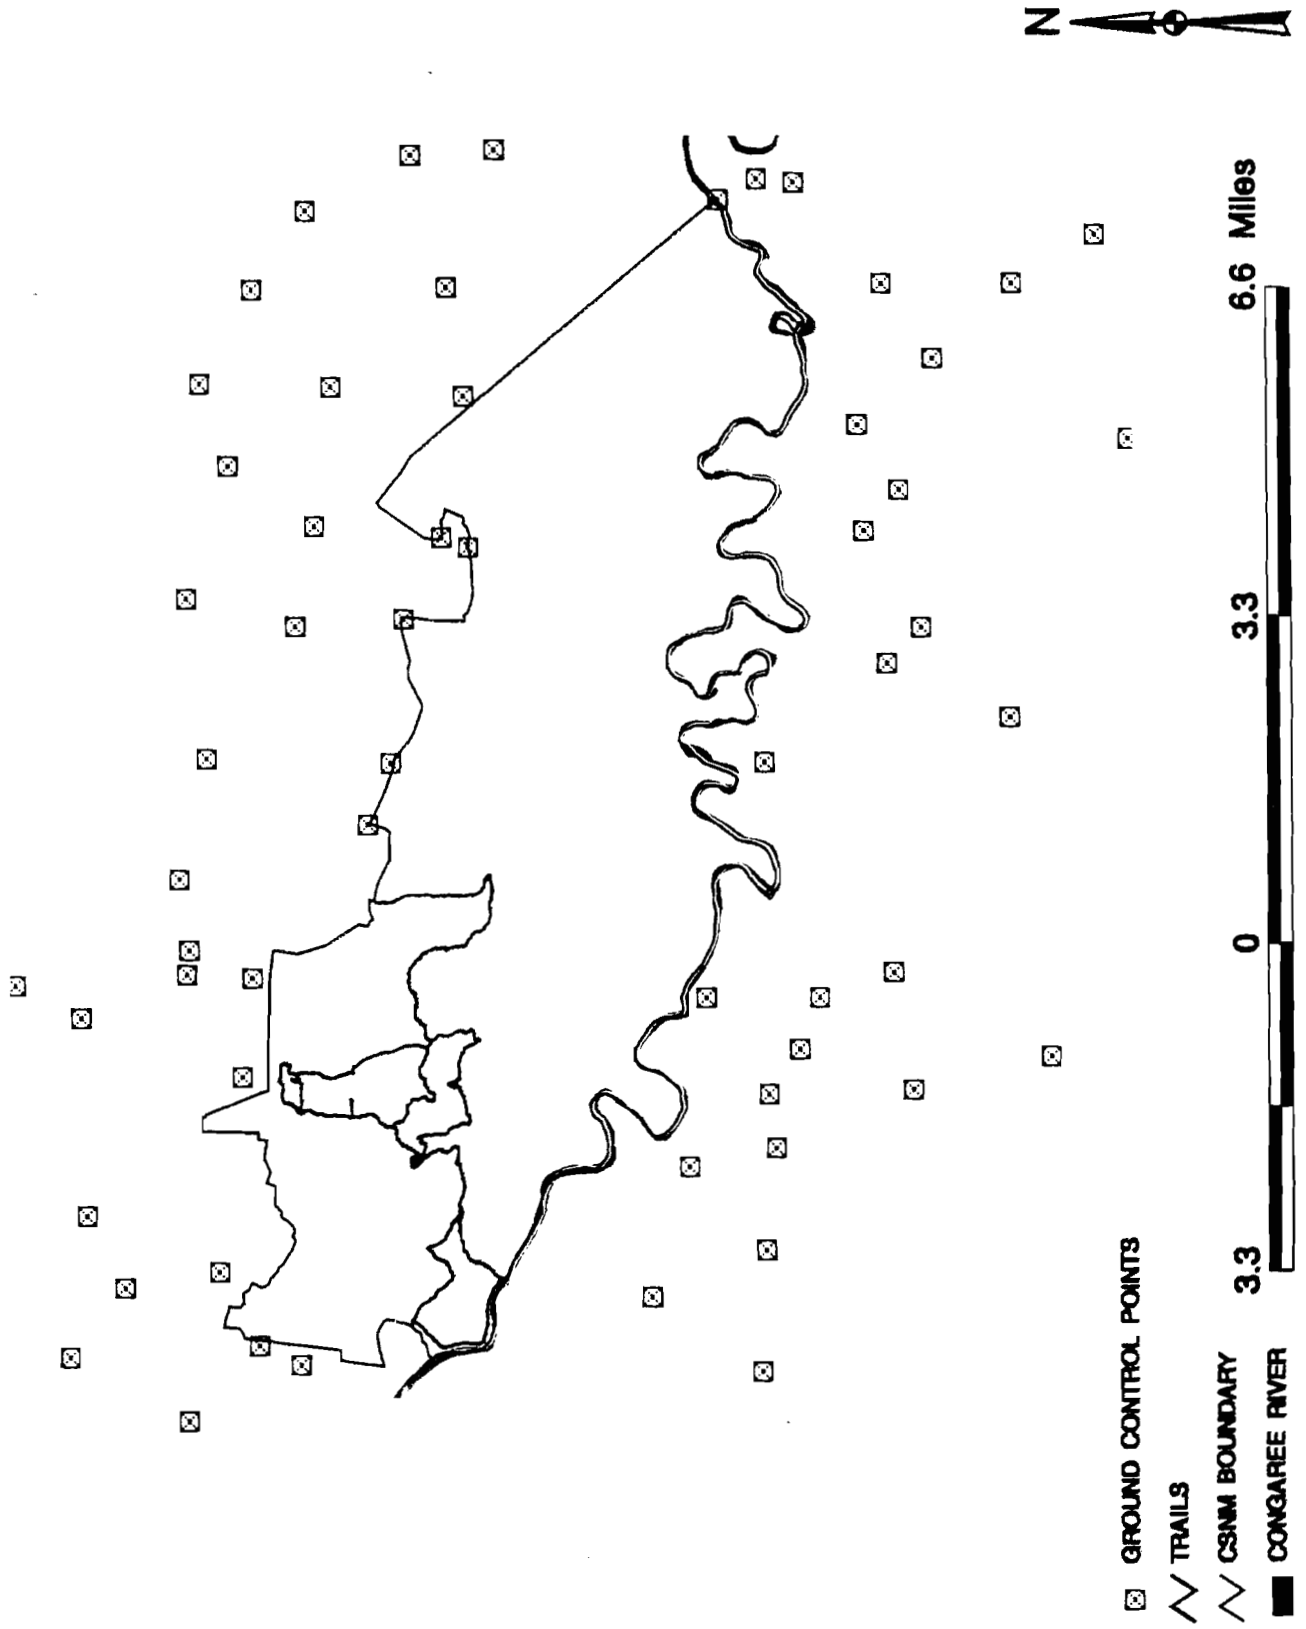 N
GROUND CONTROL POINTS
TRAILS
CSNM BOUNDARY
CONGAREE RIVER
3.3 0 3.3 6.6 Miles